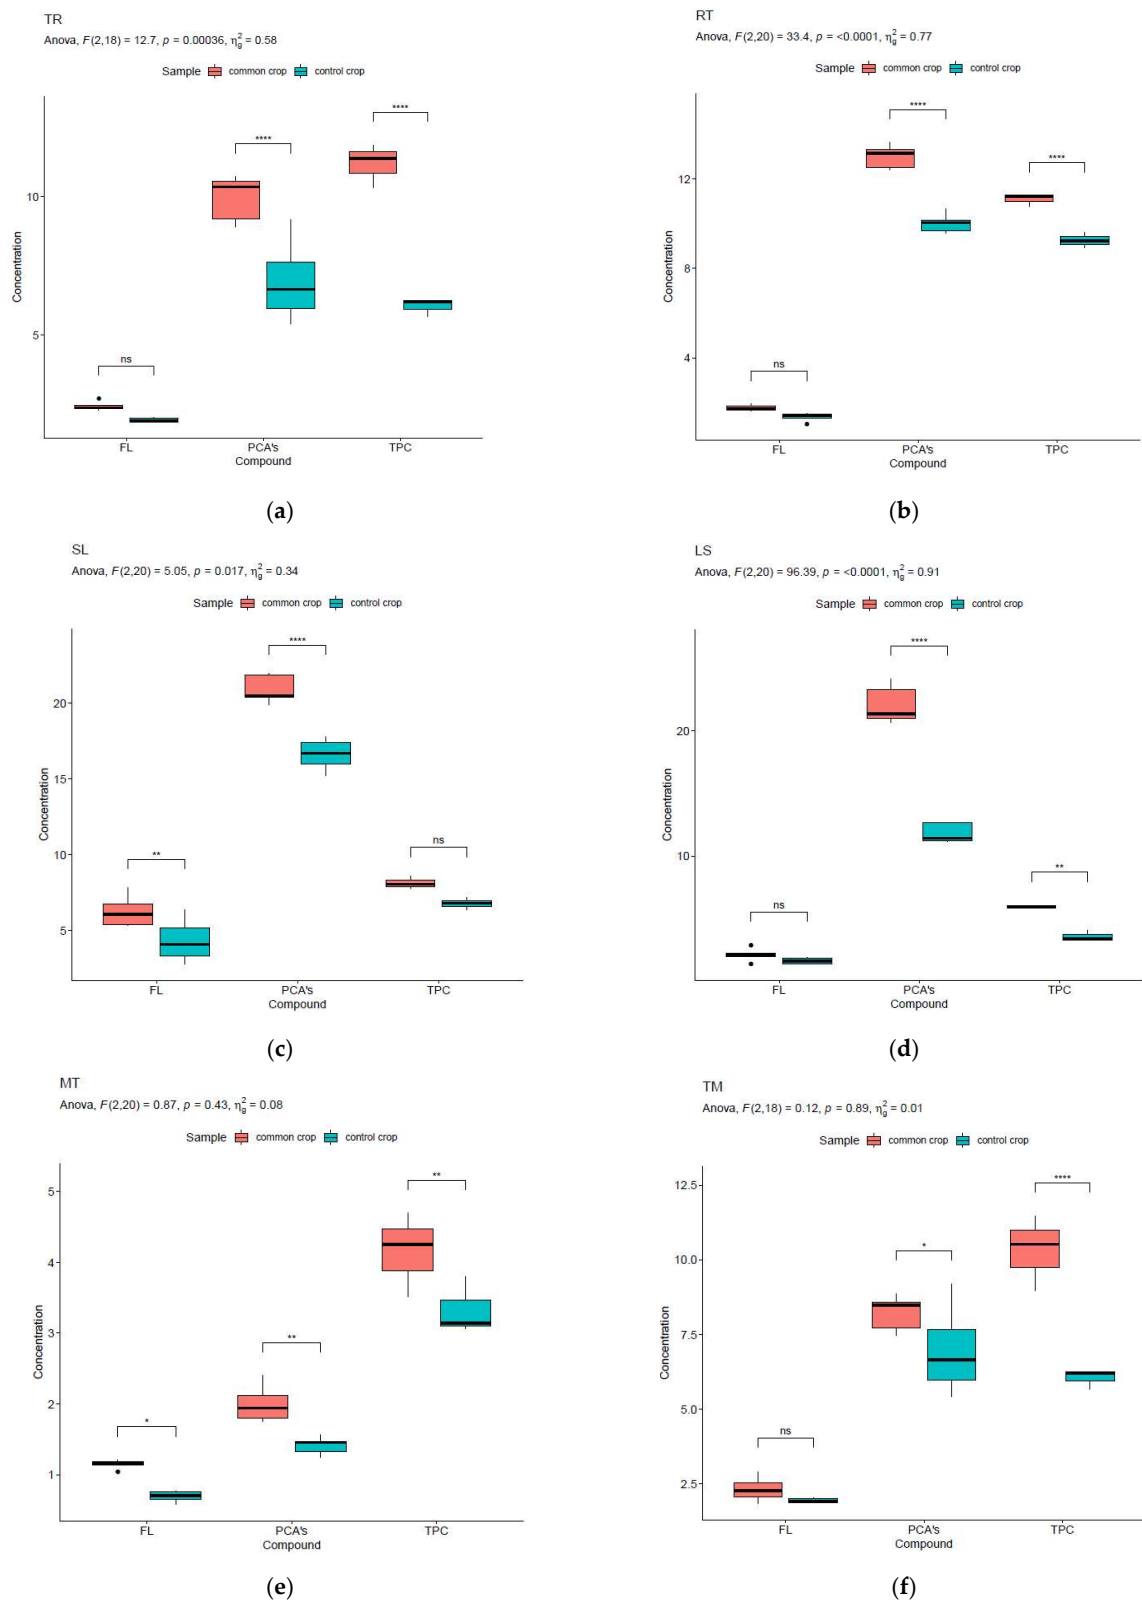 TR
Anova, F(2,18) = 12.7, p = 0.00036, η²g = 0.58
Sample common crop control crop
****
****
10
Concentration
5
ns
FL PCA's TPC
Compound
(a)
RT
Anova, F(2,20) = 33.4, p = <0.0001, η²g = 0.77
Sample common crop control crop
****
****
12
Concentration
8
4
ns
FL PCA's TPC
Compound
(b)
SL
Anova, F(2,20) = 5.05, p = 0.017, η²g = 0.34
Sample common crop control crop
****
20
15
Concentration
10
ns
**
5
FL PCA's TPC
Compound
(c)
LS
Anova, F(2,20) = 96.39, p = <0.0001, η²g = 0.91
Sample common crop control crop
****
20
Concentration
10
**
ns
FL PCA's TPC
Compound
(d)
MT
Anova, F(2,20) = 0.87, p = 0.43, η²g = 0.08
Sample common crop control crop
5
**
4
Concentration
3
**
2
*
1
FL PCA's TPC
Compound
(e)
TM
Anova, F(2,18) = 0.12, p = 0.89, η²g = 0.01
Sample common crop control crop
12.5
****
10.0
*
Concentration
7.5
5.0
ns
2.5
FL PCA's TPC
Compound
(f)